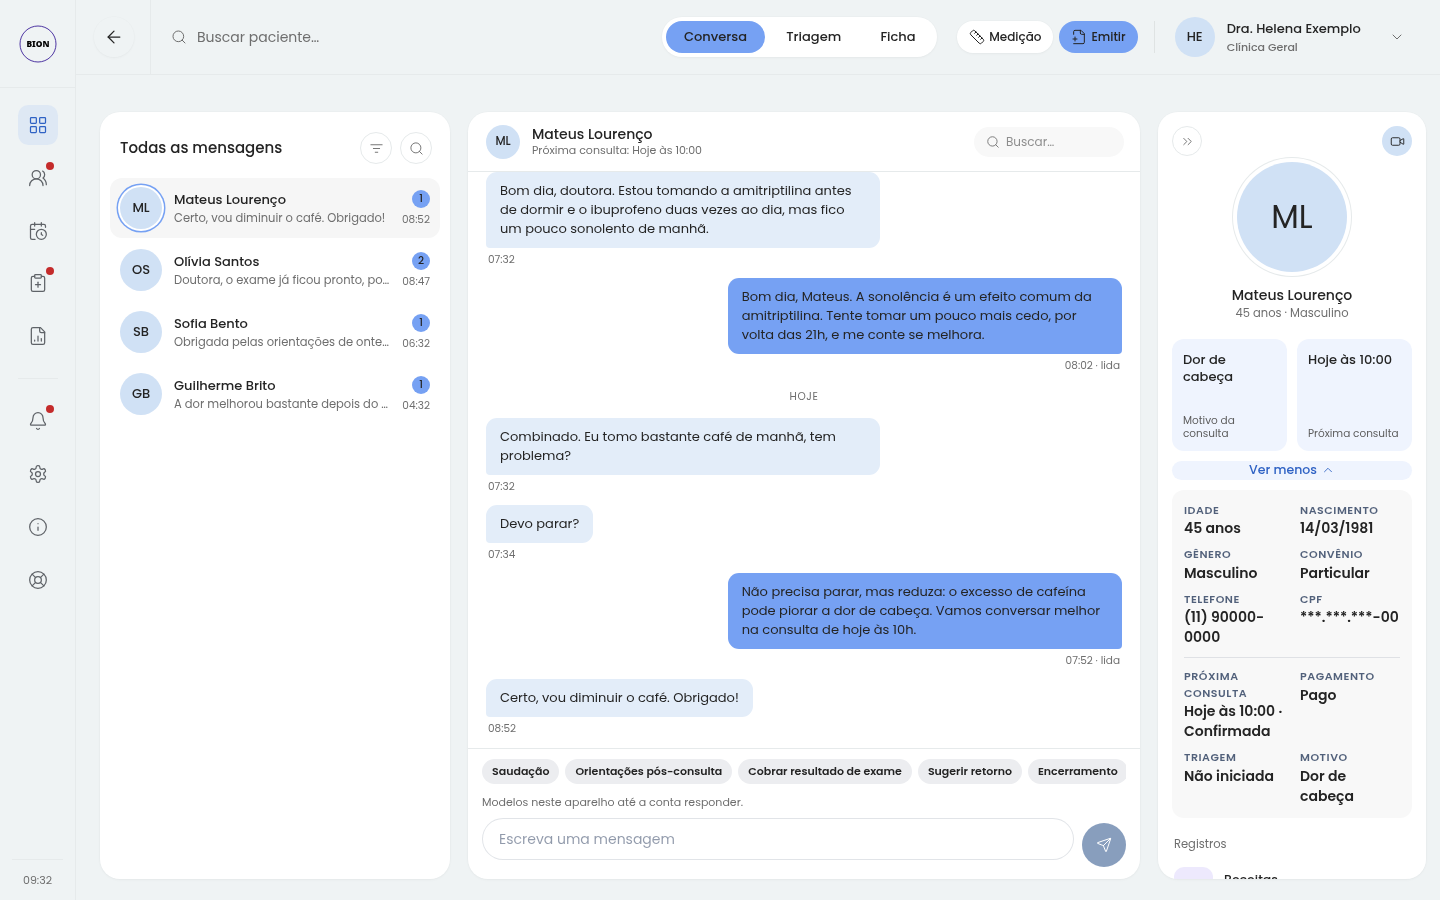 BION
Buscar paciente...
Conversa
Triagem
Ficha
Medição
Emitir
HE
Dra. Helena Exemplo
Clínica Geral
Todas as mensagens
ML
Mateus Lourenço
1
Certo, vou diminuir o café. Obrigado!
08:52
OS
Olívia Santos
2
Doutora, o exame já ficou pronto, po...
08:47
SB
Sofia Bento
1
Obrigada pelas orientações de onte...
06:32
GB
Guilherme Brito
1
A dor melhorou bastante depois do ...
04:32
09:32
ML
Mateus Lourenço
Próxima consulta: Hoje às 10:00
Buscar...
Bom dia, doutora. Estou tomando a amitriptilina antes
de dormir e o ibuprofeno duas vezes ao dia, mas fico
um pouco sonolento de manhã.
07:32
Bom dia, Mateus. A sonolência é um efeito comum da
amitriptilina. Tente tomar um pouco mais cedo, por
volta das 21h, e me conte se melhora.
08:02 · lida
HOJE
Combinado. Eu tomo bastante café de manhã, tem
problema?
07:32
Devo parar?
07:34
Não precisa parar, mas reduza: o excesso de cafeína
pode piorar a dor de cabeça. Vamos conversar melhor
na consulta de hoje às 10h.
07:52 · lida
Certo, vou diminuir o café. Obrigado!
08:52
Saudação
Orientações pós-consulta
Cobrar resultado de exame
Sugerir retorno
Encerramento
Modelos neste aparelho até a conta responder.
Escreva uma mensagem
ML
Mateus Lourenço
45 anos · Masculino
Dor de
cabeça
Motivo da
consulta
Hoje às 10:00
Próxima consulta
Ver menos
IDADE
45 anos
NASCIMENTO
14/03/1981
GÊNERO
Masculino
CONVÊNIO
Particular
TELEFONE
(11) 90000-
0000
CPF
***.***.***-00
PRÓXIMA
CONSULTA
Hoje às 10:00 ·
Confirmada
PAGAMENTO
Pago
TRIAGEM
Não iniciada
MOTIVO
Dor de
cabeça
Registros
Receitas